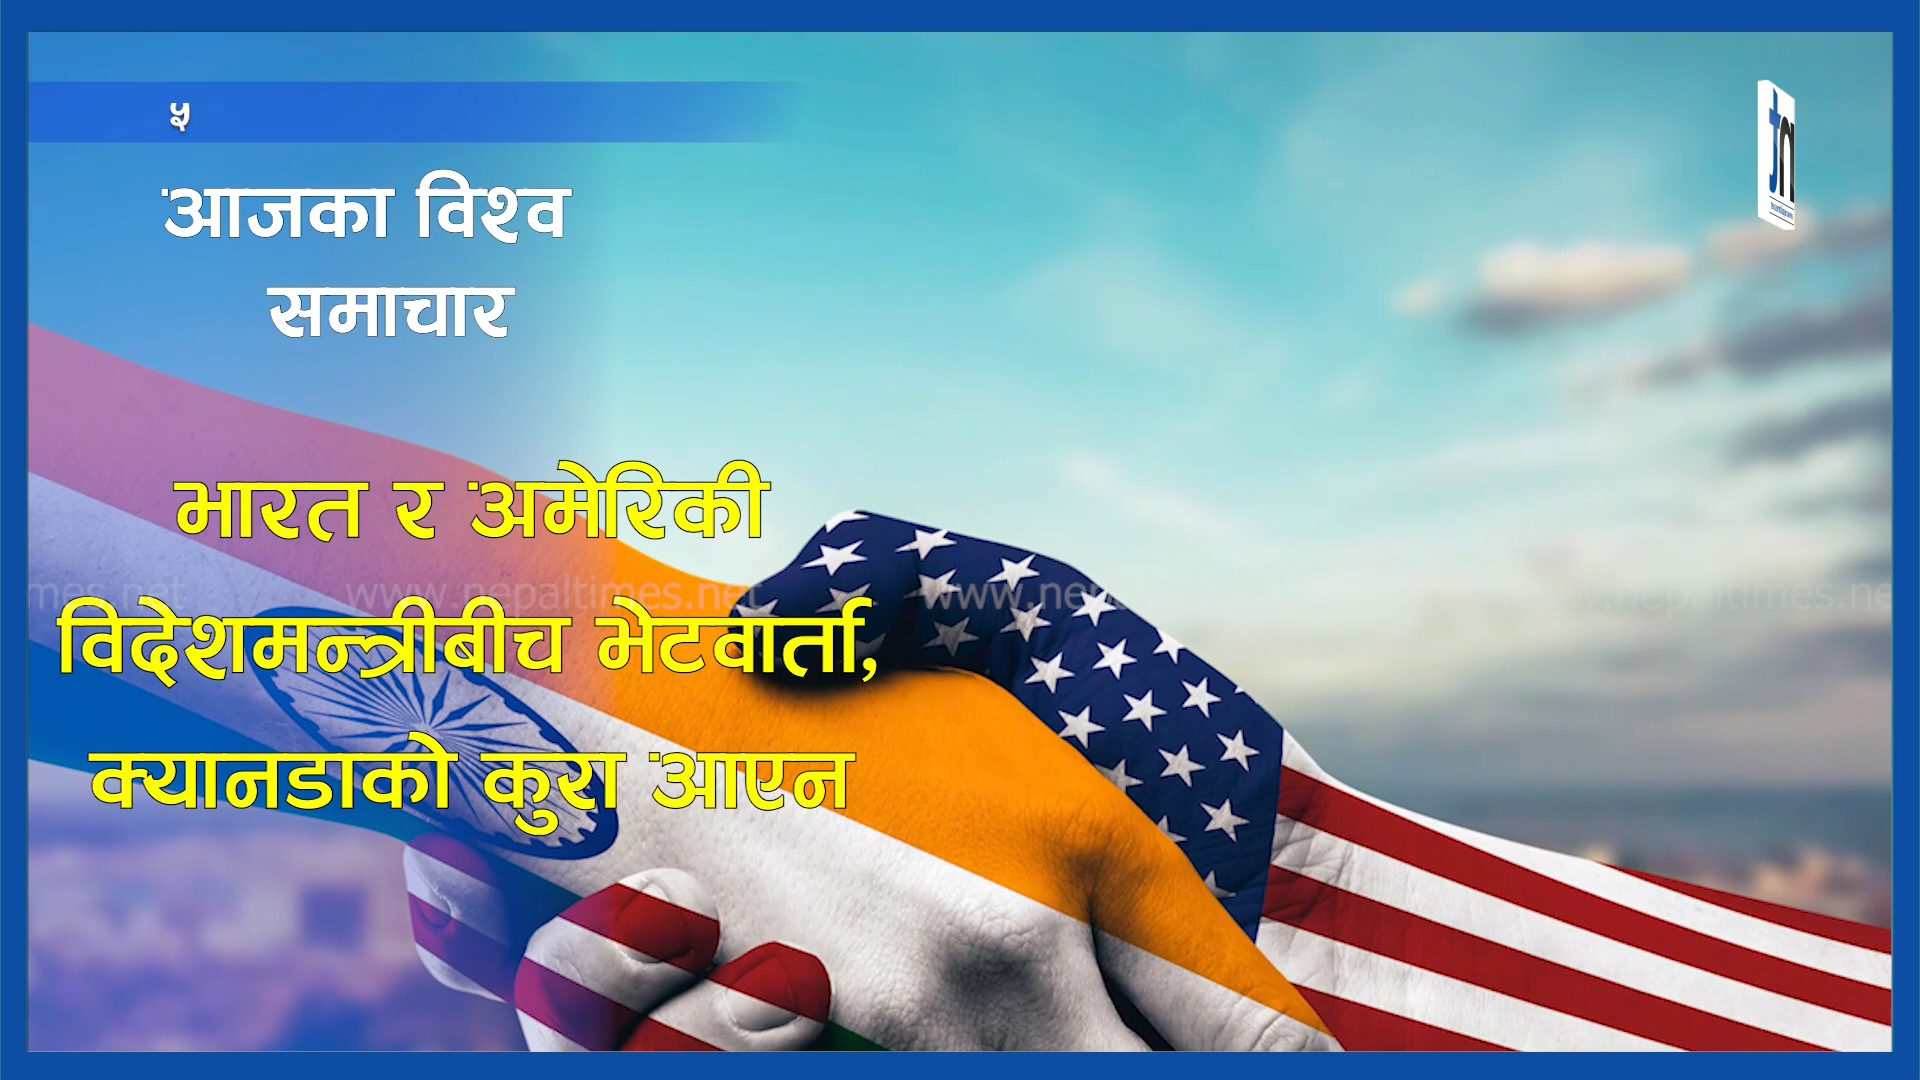 ५
आजका विश्व
समाचार
भारत र अमेरिकी
www.nepaltimes.net
विदेशमन्त्रीबीच भेटवार्ता,
क्यानडाको कुरा आएन